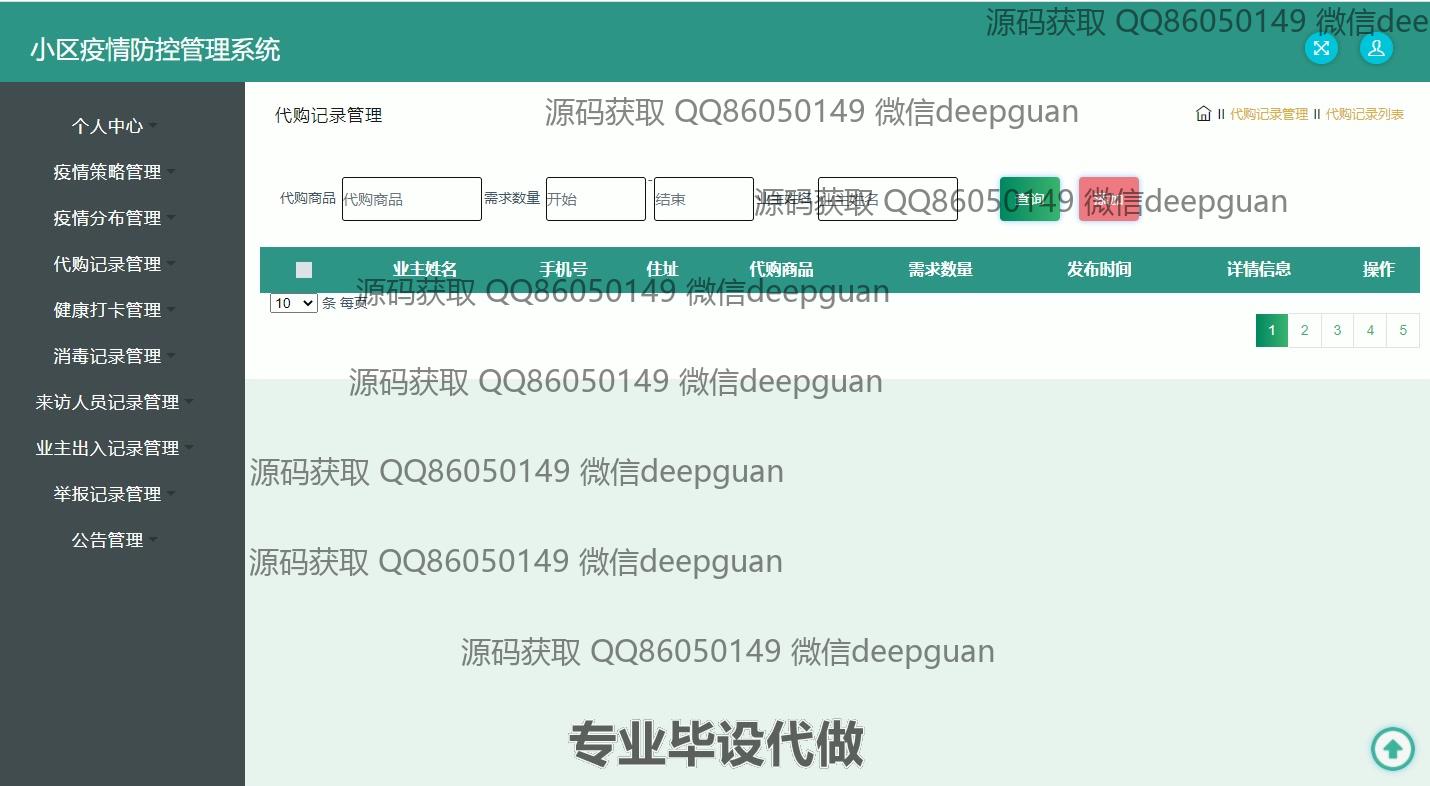 源码获取 QQ86050149 微信dee
小区疫情防控管理系统
个人中心
疫情策略管理
疫情分布管理
代购记录管理
健康打卡管理
消毒记录管理
来访人员记录管理
业主出入记录管理
举报记录管理
公告管理
代购记录管理
源码获取 QQ86050149 微信deepguan
代购记录管理 代购记录列表
代购商品 代购商品 需求数量 开始 - 结束 业主姓名 业主姓名 查询 添加
源码获取 QQ86050149 微信deepguan
业主姓名 手机号 住址 代购商品 需求数量 发布时间 详情信息 操作
10 条 每页
源码获取 QQ86050149 微信deepguan
1 2 3 4 5
源码获取 QQ86050149 微信deepguan
源码获取 QQ86050149 微信deepguan
源码获取 QQ86050149 微信deepguan
源码获取 QQ86050149 微信deepguan
专业毕设代做